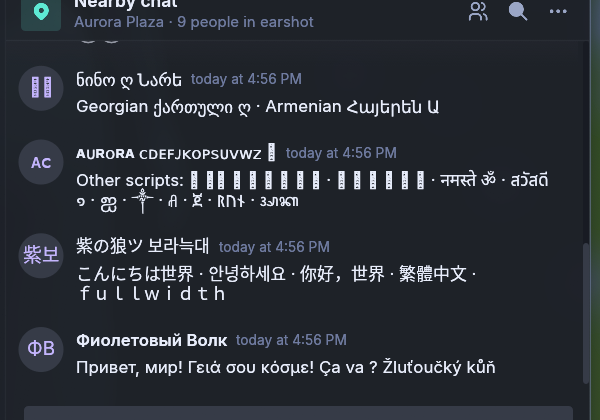 Nearby chat
Aurora Plaza · 9 people in earshot
ნინო ღ Նարե today at 4:56 PM
Georgian ქართული ღ · Armenian Հայերեն Ա
AC
ᴀᴜʀᴏʀᴀ ᴄᴅᴇꜰᴊᴋᴏᴘꜱᴜᴠᴡᴢ today at 4:56 PM
Other scripts: · · नमस्ते ॐ · สวัสดี
紫보
紫の狼ツ 보라늑대 today at 4:56 PM
こんにちは世界 · 안녕하세요 · 你好，世界 · 繁體中文 ·
ｆｕｌｌｗｉｄｔｈ
ФВ
Фиолетовый Волк today at 4:56 PM
Привет, мир! Γειά σου κόσμε! Ça va ? Žluťoučký kůň